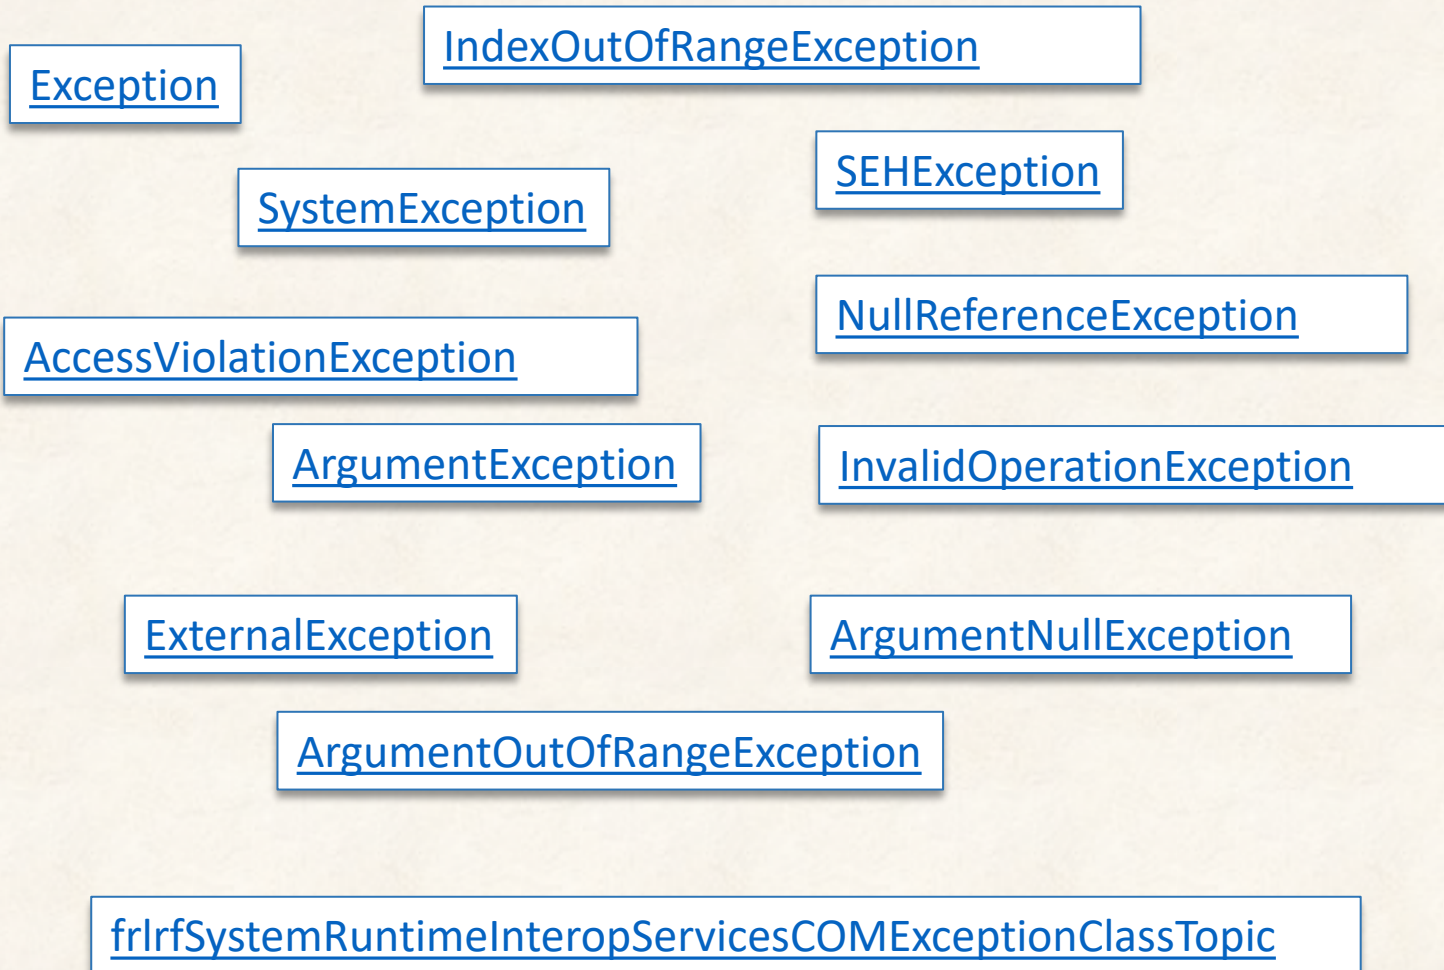 IndexOutOfRangeException
Exception
SEHException
SystemException
NullReferenceException
AccessViolationException
ArgumentException
InvalidOperationException
ExternalException
ArgumentNullException
ArgumentOutOfRangeException
frlrfSystemRuntimeInteropServicesCOMExceptionClassTopic